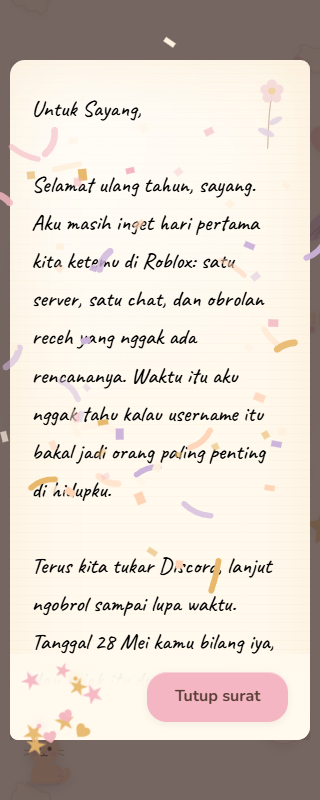 Untuk Sayang,
Selamat ulang tahun, sayang.
Aku masih inget hari pertama
kita ketemu di Roblox: satu
server, satu chat, dan obrolan
receh yang nggak ada
rencananya. Waktu itu aku
nggak tahu kalau username itu
bakal jadi orang paling penting
di hidupku.
Terus kita tukar Discord, lanjut
ngobrol sampai lupa waktu.
Tanggal 28 Mei kamu bilang iya,
Tutup surat